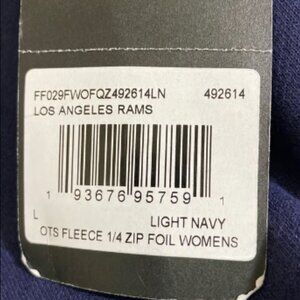 FF029FWOFQZ492614LN 492614
LOS ANGELES RAMS
1 93676 95759 1
L LIGHT NAVY
OTS FLEECE 1/4 ZIP FOIL WOMENS